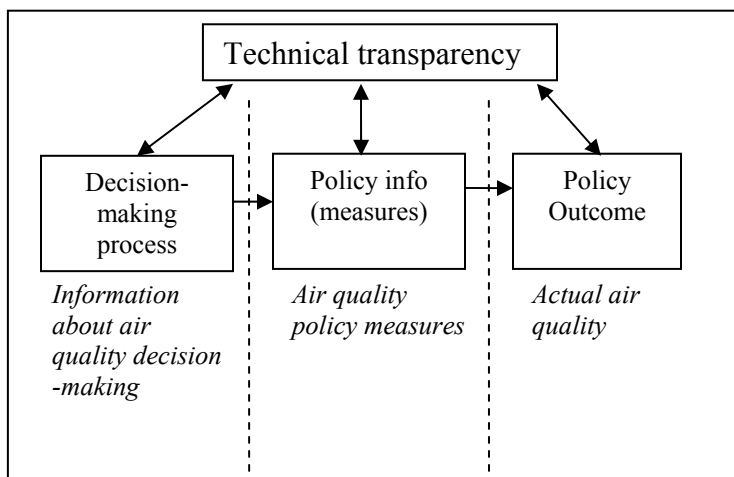 Technical transparency
Decision-
making
process
Policy info
(measures)
Policy
Outcome
Information
about air
quality decision
-making
Air quality
policy measures
Actual air
quality